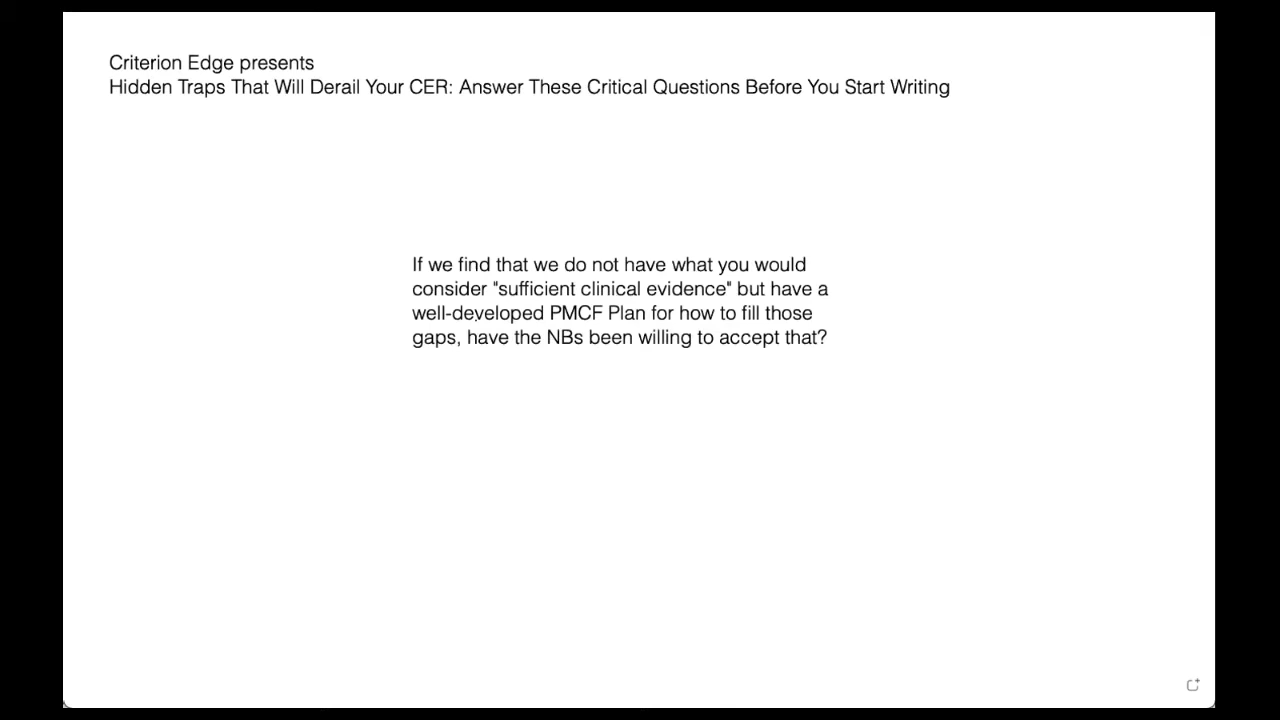 Criterion Edge presents
Hidden Traps That Will Derail Your CER: Answer These Critical Questions Before You Start Writing
If we find that we do not have what you would
consider "sufficient clinical evidence" but have a
well-developed PMCF Plan for how to fill those
gaps, have the NBs been willing to accept that?